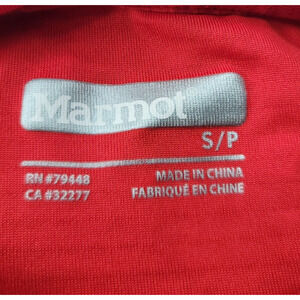 Marmot
S/P
RN #79448
CA #32277
MADE IN CHINA
FABRIQUÉ EN CHINE